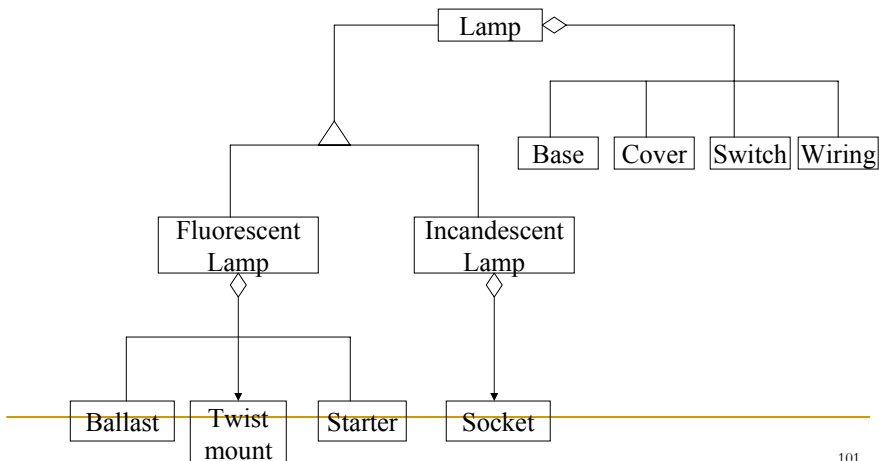 Lamp
Base
Cover
Switch
Wiring
Fluorescent
Lamp
Incandescent
Lamp
Ballast
Twist
mount
Starter
Socket
101